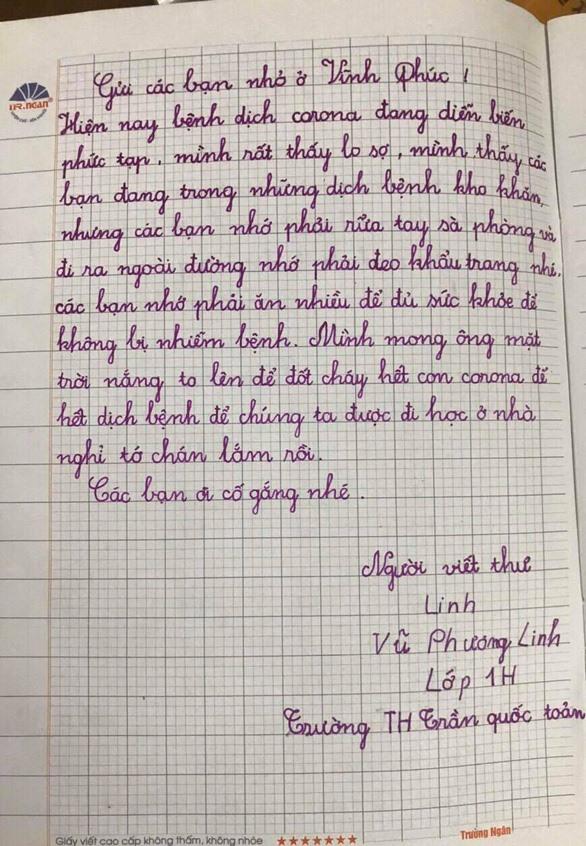 TR.NGAN
Gửi các bạn nhỏ ở Vĩnh Phúc !
Hiện nay bệnh dịch corona đang diễn biến
phức tạp, mình rất thấy lo sợ, mình thấy các
bạn đang trong những dịch bệnh kho khăn,
nhưng các bạn nhớ phải rửa tay sà phòng và
đi ra ngoài đường nhớ phải đeo khẩu trang nhé.
các bạn nhớ phải ăn nhiều để đủ sức khỏe để
không bị nhiễm bệnh. Mình mong ông mặt
trời nắng to lên để đốt cháy hết con corona để
hết dịch bệnh để chúng ta được đi học ở nhà
nghỉ tớ chán lắm rồi.
Các bạn ơi cố gắng nhé.
Người viết thư
Linh
Vũ Phương Linh
Lớp 1H
Trường TH Trần quốc toản
Giấy viết cao cấp không thấm, không nhòe
Trường Ngân